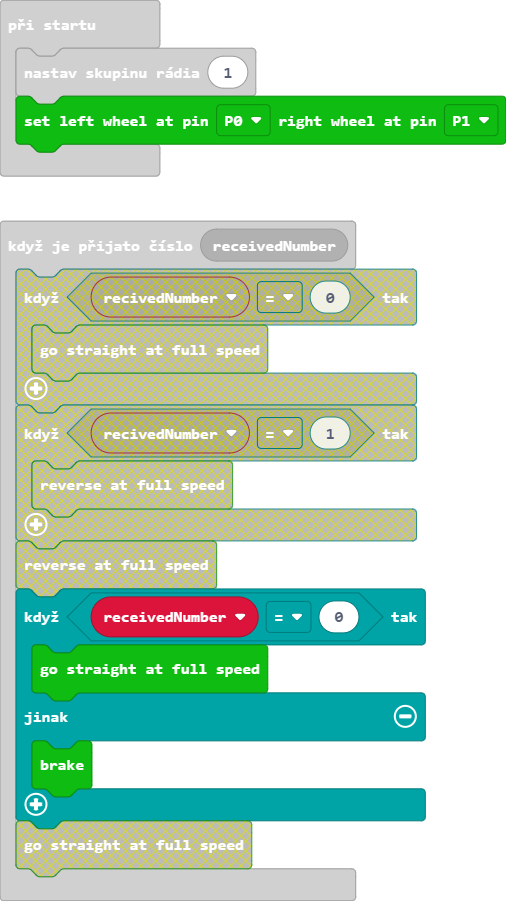 při startu
nastav skupinu rádia 1
set left wheel at pin P0 right wheel at pin P1
když je přijato číslo receivedNumber
když recivedNumber = 0 tak
go straight at full speed
když recivedNumber = 1 tak
reverse at full speed
reverse at full speed
když receivedNumber = 0 tak
go straight at full speed
jinak
brake
go straight at full speed